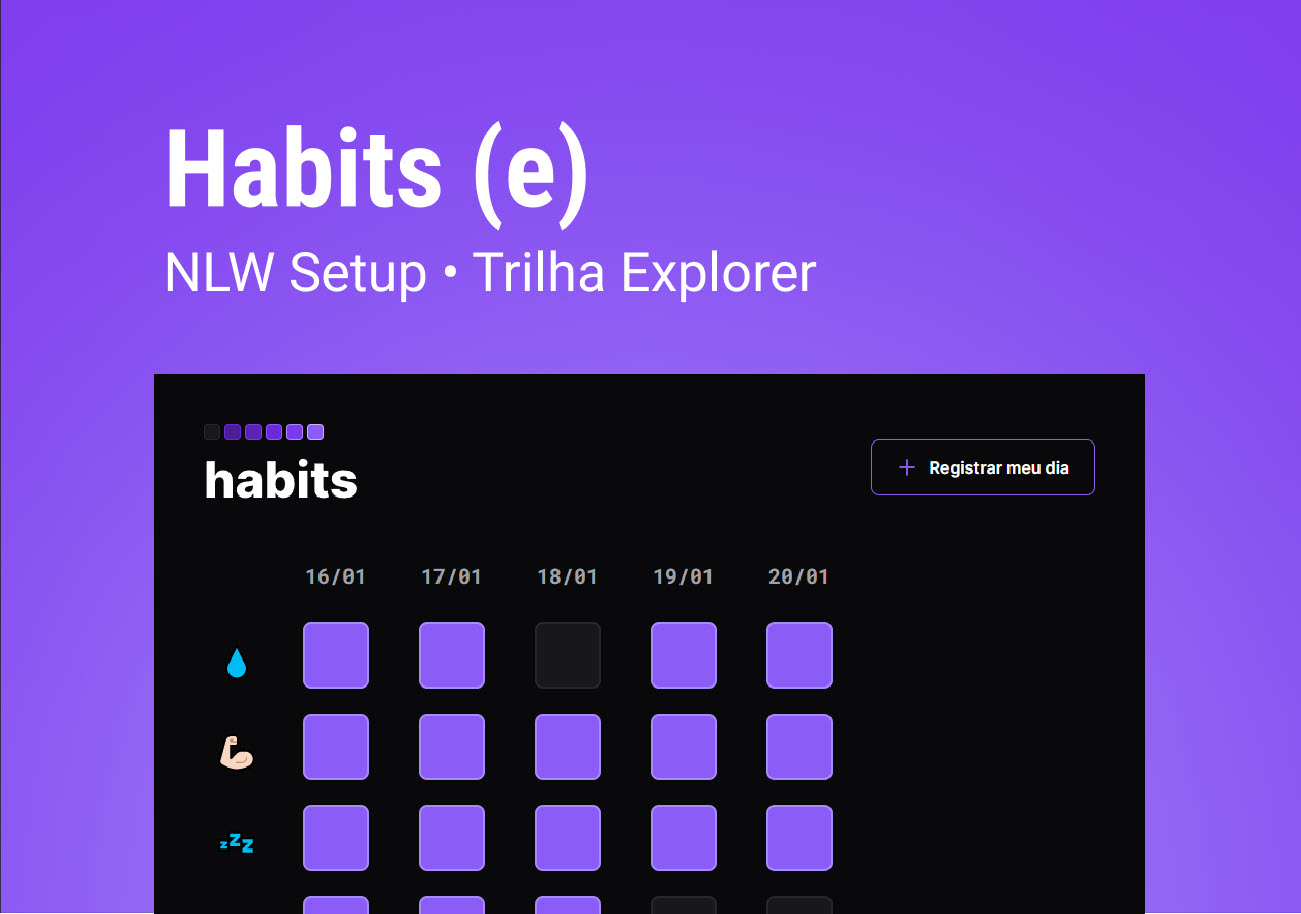 Habits (e)
NLW Setup • Trilha Explorer
habits
+ Registrar meu dia
16/01 17/01 18/01 19/01 20/01
zzz